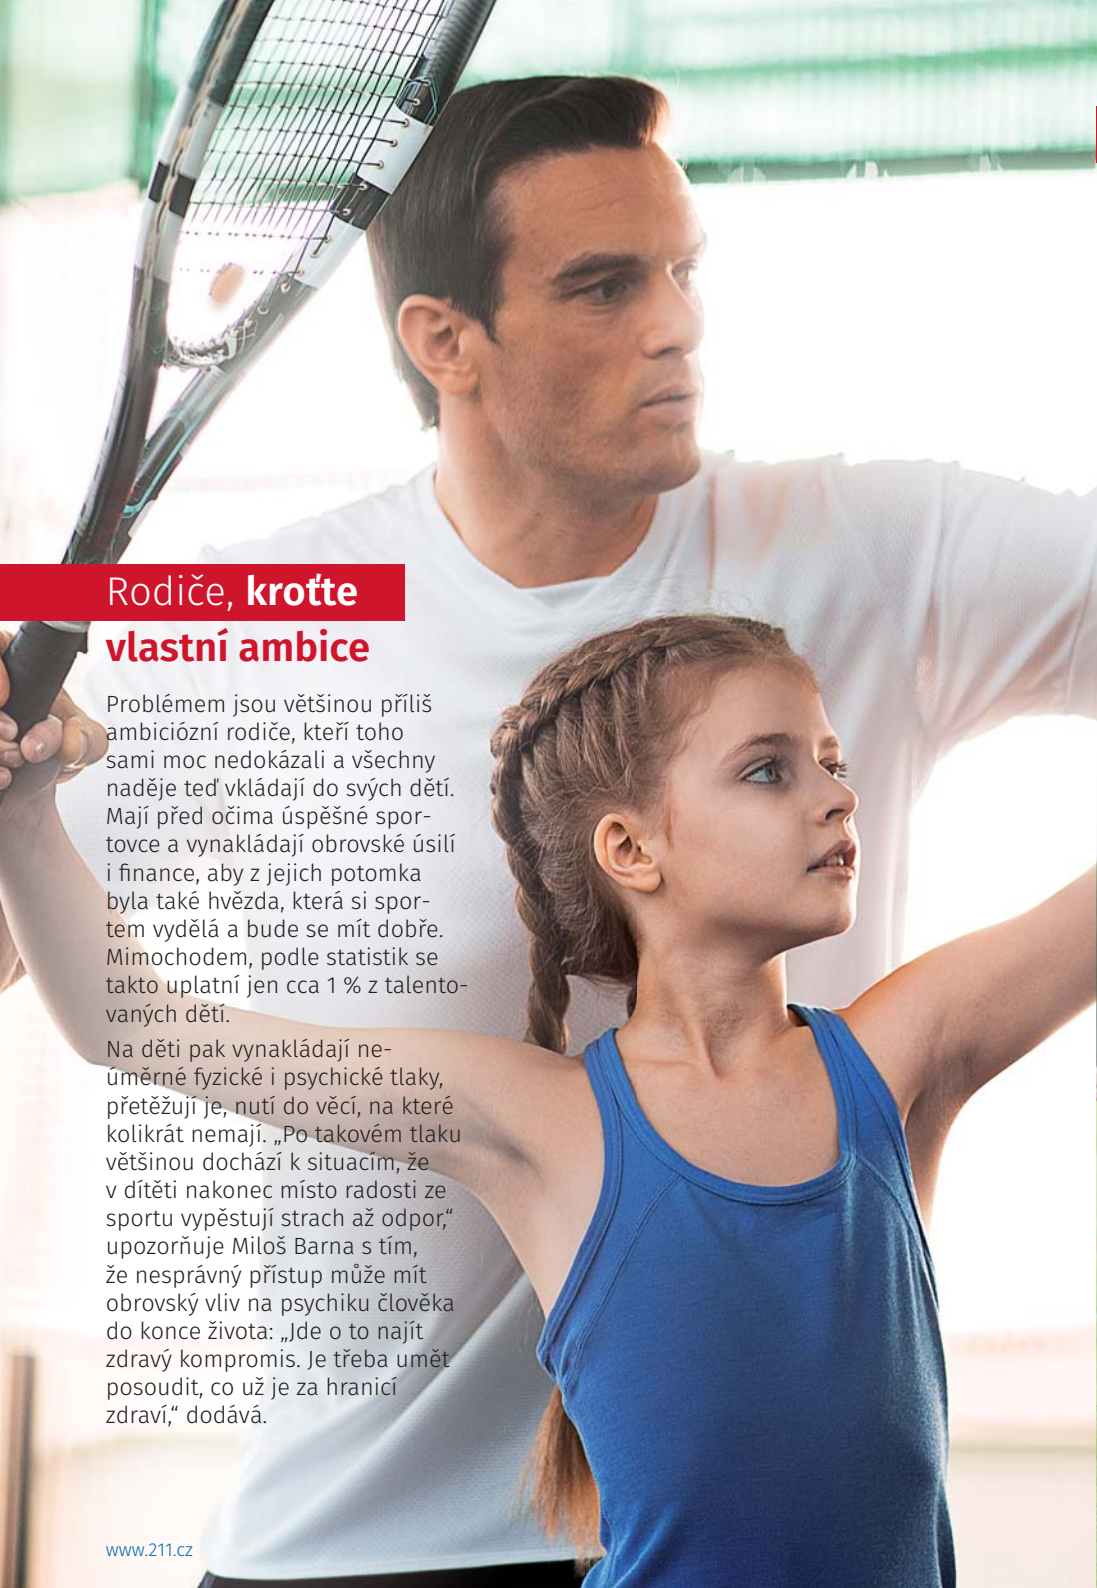 Rodiče, kroťte
vlastní ambice
Problémem jsou většinou příliš
ambiciózní rodiče, kteří toho
sami moc nedokázali a všechny
naděje teď vkládají do svých dětí.
Mají před očima úspěšné spor-
tovce a vynakládají obrovské úsilí
i finance, aby z jejich potomka
byla také hvězda, která si spor-
tem vydělá a bude se mít dobře.
Mimochodem, podle statistik se
takto uplatní jen cca 1 % z talento-
vaných dětí.
Na děti pak vynakládají ne-
úměrné fyzické i psychické tlaky,
přetěžují je, nutí do věcí, na které
kolikrát nemají. „Po takovém tlaku
většinou dochází k situacím, že
v dítěti nakonec místo radosti ze
sportu vypěstují strach až odpor,“
upozorňuje Miloš Barna s tím,
že nesprávný přístup může mít
obrovský vliv na psychiku člověka
do konce života: „Jde o to najít
zdravý kompromis. Je třeba umět
posoudit, co už je za hranicí
zdraví,“ dodává.
www.211.cz